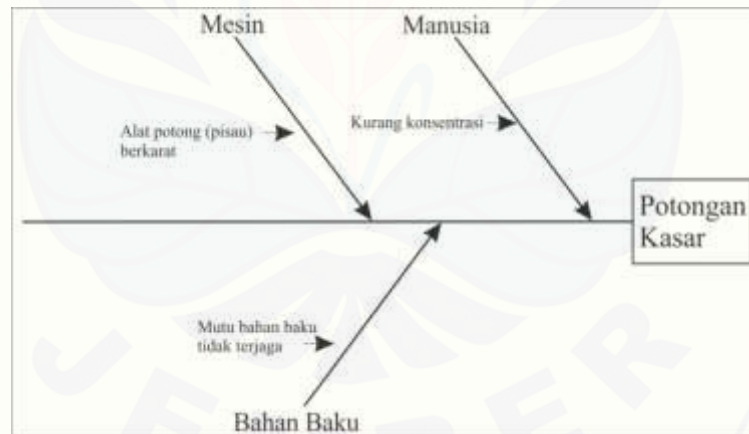 Mesin
Manusia
Alat potong (pisau)
berkarat
Kurang konsentrasi
Potongan
Kasar
Mutu bahan baku
tidak terjaga
Bahan Baku